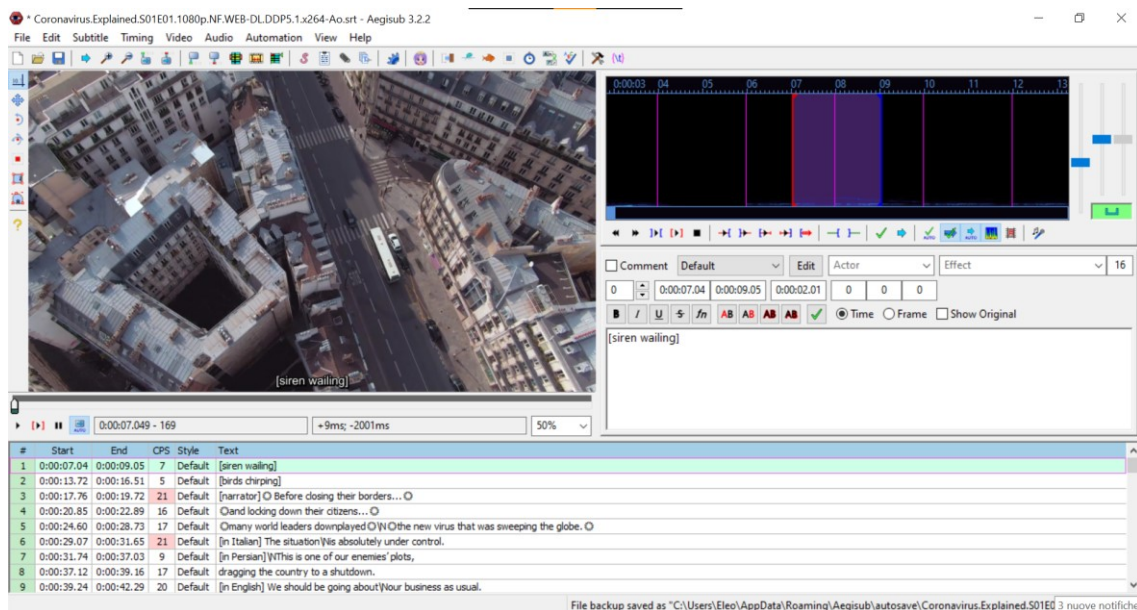 * Coronavirus.Explained.S01E01.1080p.NF.WEB-DL.DDP5.1.x264-Ao.srt - Aegisub 3.2.2
File Edit Subtitle Timing Video Audio Automation View Help
0:00:03 04 05 06 07 08 09 10 11 12 13
[siren wailing]
0:00:07.049 - 169 +9ms; -2001ms 50%
Comment Default Edit Actor Effect 16
0 0:00:07.04 0:00:09.05 0:00:02.01 0 0 0
B I U S fn AB AB AB AB Time Frame Show Original
[siren wailing]
# Start End CPS Style Text
1 0:00:07.04 0:00:09.05 7 Default [siren wailing]
2 0:00:13.72 0:00:16.51 5 Default [birds chirping]
3 0:00:17.76 0:00:19.72 21 Default [narrator] Before closing their borders...
4 0:00:20.85 0:00:22.89 16 Default and locking down their citizens...
5 0:00:24.60 0:00:28.73 17 Default many world leaders downplayed \N the new virus that was sweeping the globe.
6 0:00:29.07 0:00:31.65 21 Default [in Italian] The situation\Nis absolutely under control.
7 0:00:31.74 0:00:37.03 9 Default [in Persian]\NThis is one of our enemies' plots,
8 0:00:37.12 0:00:39.16 17 Default dragging the country to a shutdown.
9 0:00:39.24 0:00:42.29 20 Default [in English] We should be going about\Nour business as usual.
File backup saved as "C:\Users\Eleo\AppData\Roaming\Aegisub\autosave\Coronavirus.Explained.S01E0
3 nuove notifiche